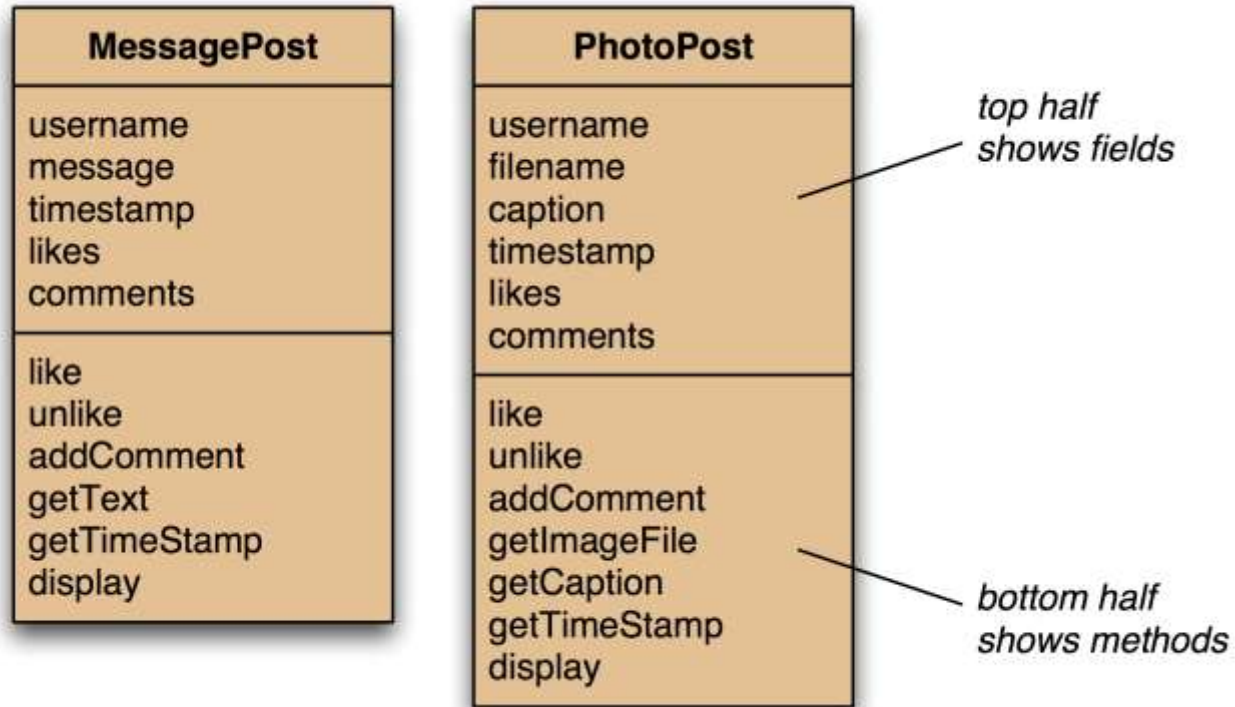 MessagePost
username
message
timestamp
likes
comments
like
unlike
addComment
getText
getTimeStamp
display
PhotoPost
username
filename
caption
timestamp
likes
comments
like
unlike
addComment
getImageFile
getCaption
getTimeStamp
display
top half
shows fields
bottom half
shows methods